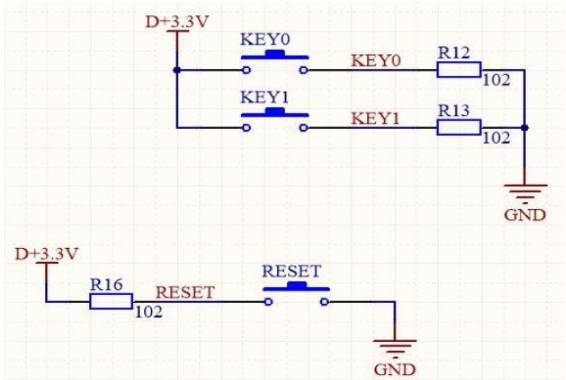 D+3.3V
KEY0
KEY0
R12
102
KEY1
KEY1
R13
102
GND
D+3.3V
R16
102
RESET
RESET
GND